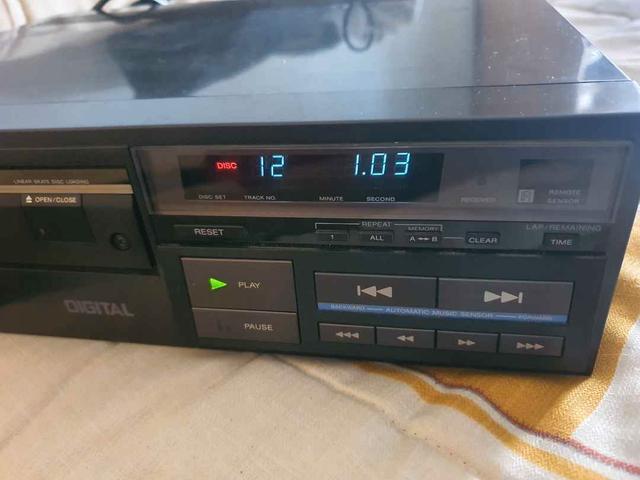 DISC 12 1.03
DISC SET TRACK NO. MINUTE SECOND
RECEIVED
REMOTE
SENSOR
LINEAR SKATE DISC LOADING
OPEN/CLOSE
RESET
REPEAT
1 ALL
MEMORY
A B
CLEAR
LAP/REMAINING
TIME
PLAY
PAUSE
BACKWARD AUTOMATIC MUSIC SENSOR FORWARD
DIGITAL